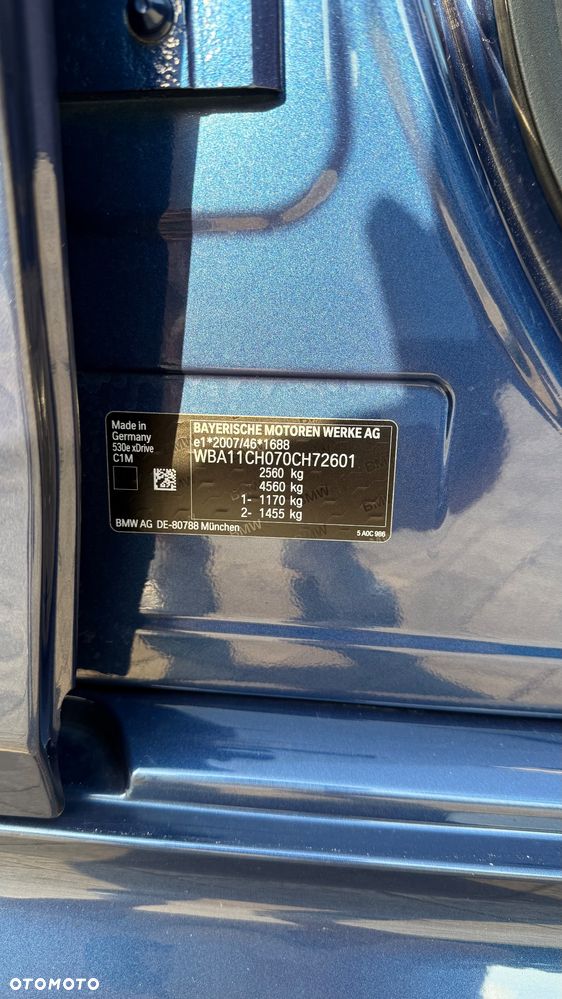 Made in
Germany
530e xDrive
C1M
BAYERISCHE MOTOREN WERKE AG
e1*2007/46*1688
WBA11CH070CH72601
2560 kg
4560 kg
1- 1170 kg
2- 1455 kg
BMW AG DE-80788 München
5 A0C 986
OTOMOTO